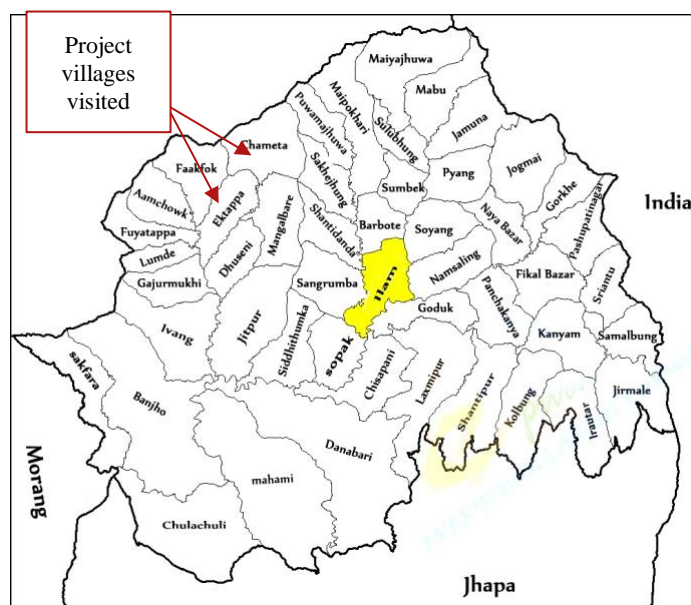 Project
villages
visited
Maiyajhuwa
Mabu
Maipokhari
Puwamajhuwa
Sulubhung
Jamuna
Chameta
Jogmai
Faakfok
Sakhejhung
Pyang
Sumbek
Gorkhe
Pashupatinagar
India
Aamchowk
Ektappa
Mangalbare
Shantidanda
Barbote
Soyang
Naya Bazar
Fuyatappa
Dhuseni
Lumde
Namsaling
Fikal Bazar
Sriantu
Gajurmukhi
Sangrumba
Ilam
Panchakanya
Goduk
Ivang
Jitpur
Siddhithumka
sopak
Kanyam
Samalbung
sakfara
Chisapani
Laxmipur
Shantipur
Kolbung
Irautar
Jirmale
Banjho
Danabari
Morang
mahami
Chulachuli
Jhapa